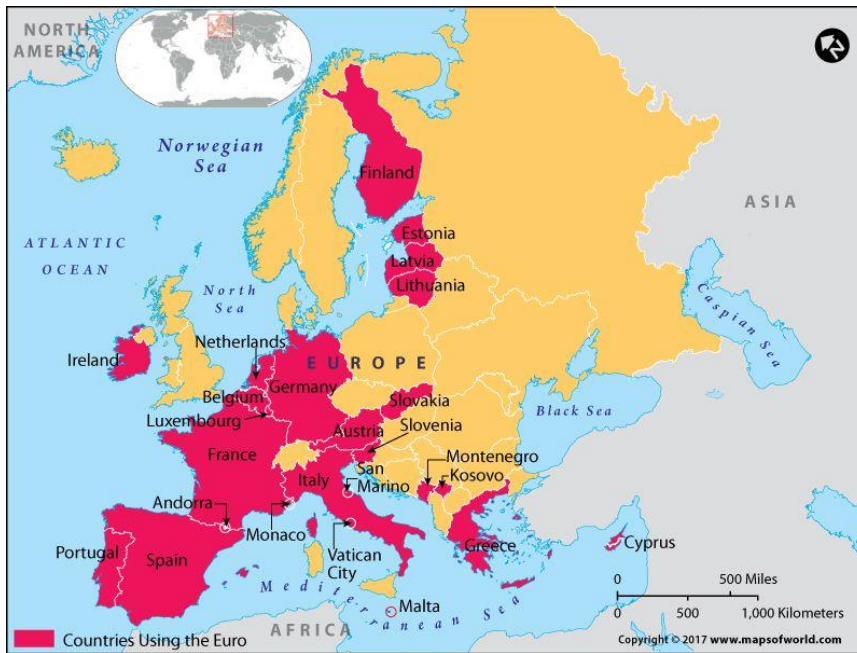 NORTH
AMERICA
Norwegian
Sea
Finland
ASIA
ATLANTIC
OCEAN
Estonia
Latvia
Lithuania
North
Sea
Caspian Sea
Netherlands
Ireland
EUROPE
Germany
Belgium
Slovakia
Luxembourg
Black Sea
Austria
Slovenia
France
Montenegro
Italy
San
Marino
Kosovo
Andorra
Monaco
Portugal
Spain
Vatican
City
Greece
Cyprus
Mediterranean Sea
Malta
0 500 Miles
0 500 1,000 Kilometers
AFRICA
Countries Using the Euro
Copyright © 2017 www.mapsofworld.com
N